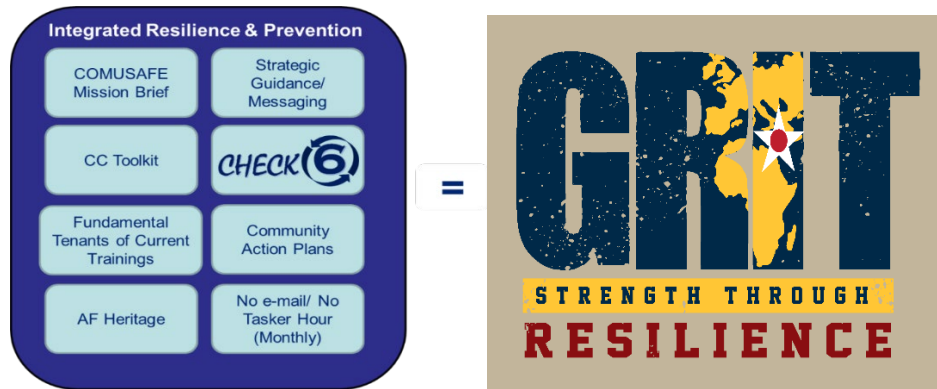 Integrated Resilience & Prevention
COMUSAFE
Mission Brief
Strategic
Guidance/
Messaging
CC Toolkit
CHECK 6
Fundamental
Tenants of Current
Trainings
Community
Action Plans
AF Heritage
No e-mail/ No
Tasker Hour
(Monthly)
=
GRIT
STRENGTH THROUGH
RESILIENCE